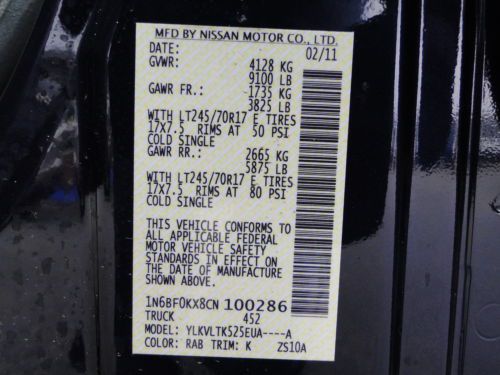 MFD BY NISSAN MOTOR CO., LTD.
DATE: 02/11
GVWR: 4128 KG
9100 LB
GAWR FR.: 1735 KG
3825 LB
WITH LT245/70R17 E TIRES
17X7.5 RIMS AT 50 PSI
COLD SINGLE
GAWR RR.: 2665 KG
5875 LB
WITH LT245/70R17 E TIRES
17X7.5 RIMS AT 80 PSI
COLD SINGLE
THIS VEHICLE CONFORMS TO
ALL APPLICABLE FEDERAL
MOTOR VEHICLE SAFETY
STANDARDS IN EFFECT ON
THE DATE OF MANUFACTURE
SHOWN ABOVE.
1N6BF0KX8CN 100286
TRUCK 452
MODEL: YLKVLTK525EUA----A
COLOR: RAB TRIM: K ZS10A